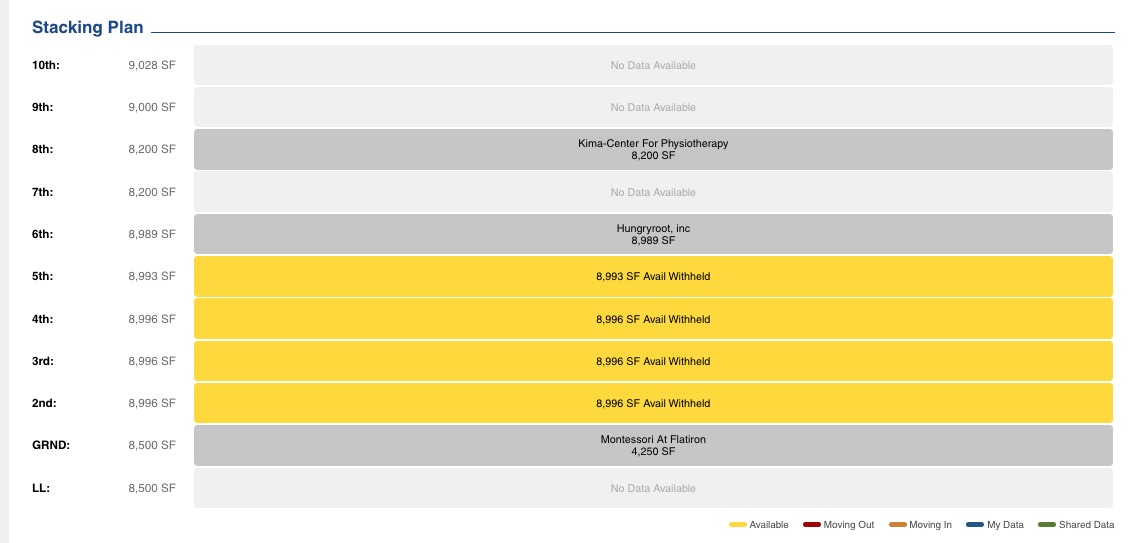 Stacking Plan
10th: 9,028 SF No Data Available
9th: 9,000 SF No Data Available
8th: 8,200 SF Kima-Center For Physiotherapy
8,200 SF
7th: 8,200 SF No Data Available
6th: 8,989 SF Hungryroot, inc
8,989 SF
5th: 8,993 SF 8,993 SF Avail Withheld
4th: 8,996 SF 8,996 SF Avail Withheld
3rd: 8,996 SF 8,996 SF Avail Withheld
2nd: 8,996 SF 8,996 SF Avail Withheld
GRND: 8,500 SF Montessori At Flatiron
4,250 SF
LL: 8,500 SF No Data Available
Available Moving Out Moving In My Data Shared Data